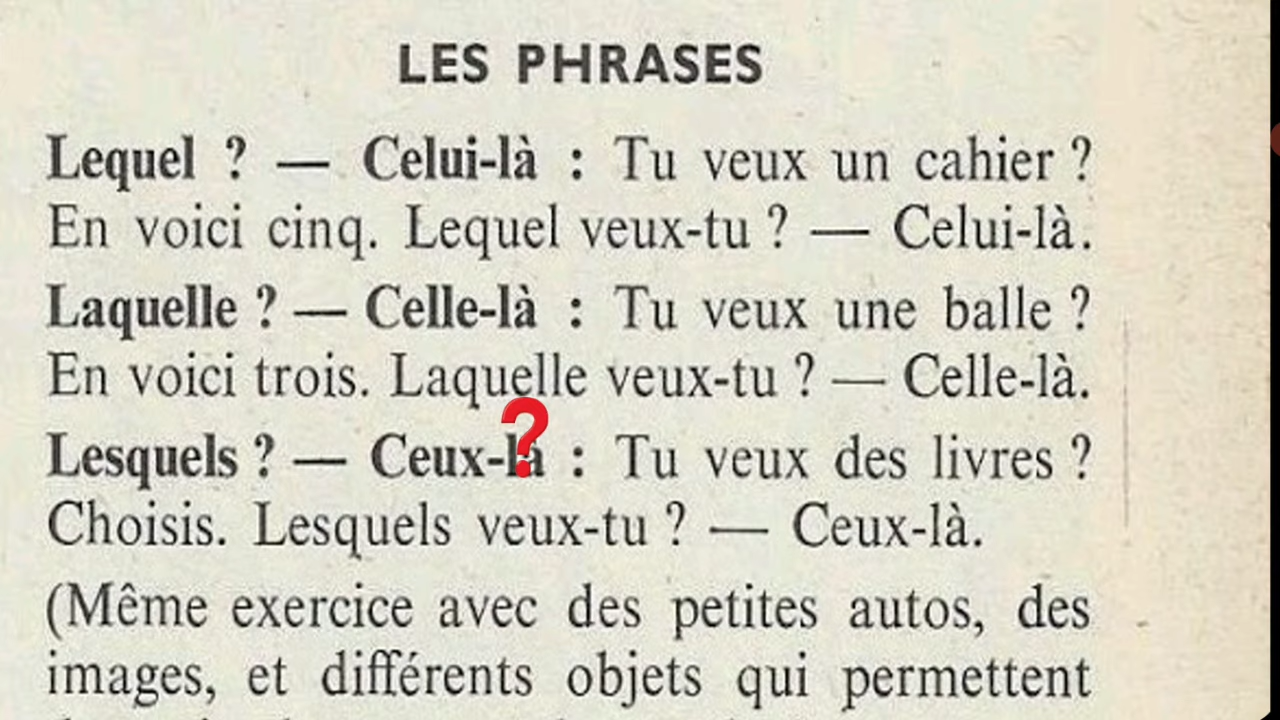 LES PHRASES
Lequel ? — Celui-là : Tu veux un cahier ?
En voici cinq. Lequel veux-tu ? — Celui-là.
Laquelle ? — Celle-là : Tu veux une balle ?
En voici trois. Laquelle veux-tu ? — Celle-là.
❓
Lesquels ? — Ceux-là : Tu veux des livres ?
Choisis. Lesquels veux-tu ? — Ceux-là.
(Même exercice avec des petites autos, des
images, et différents objets qui permettent